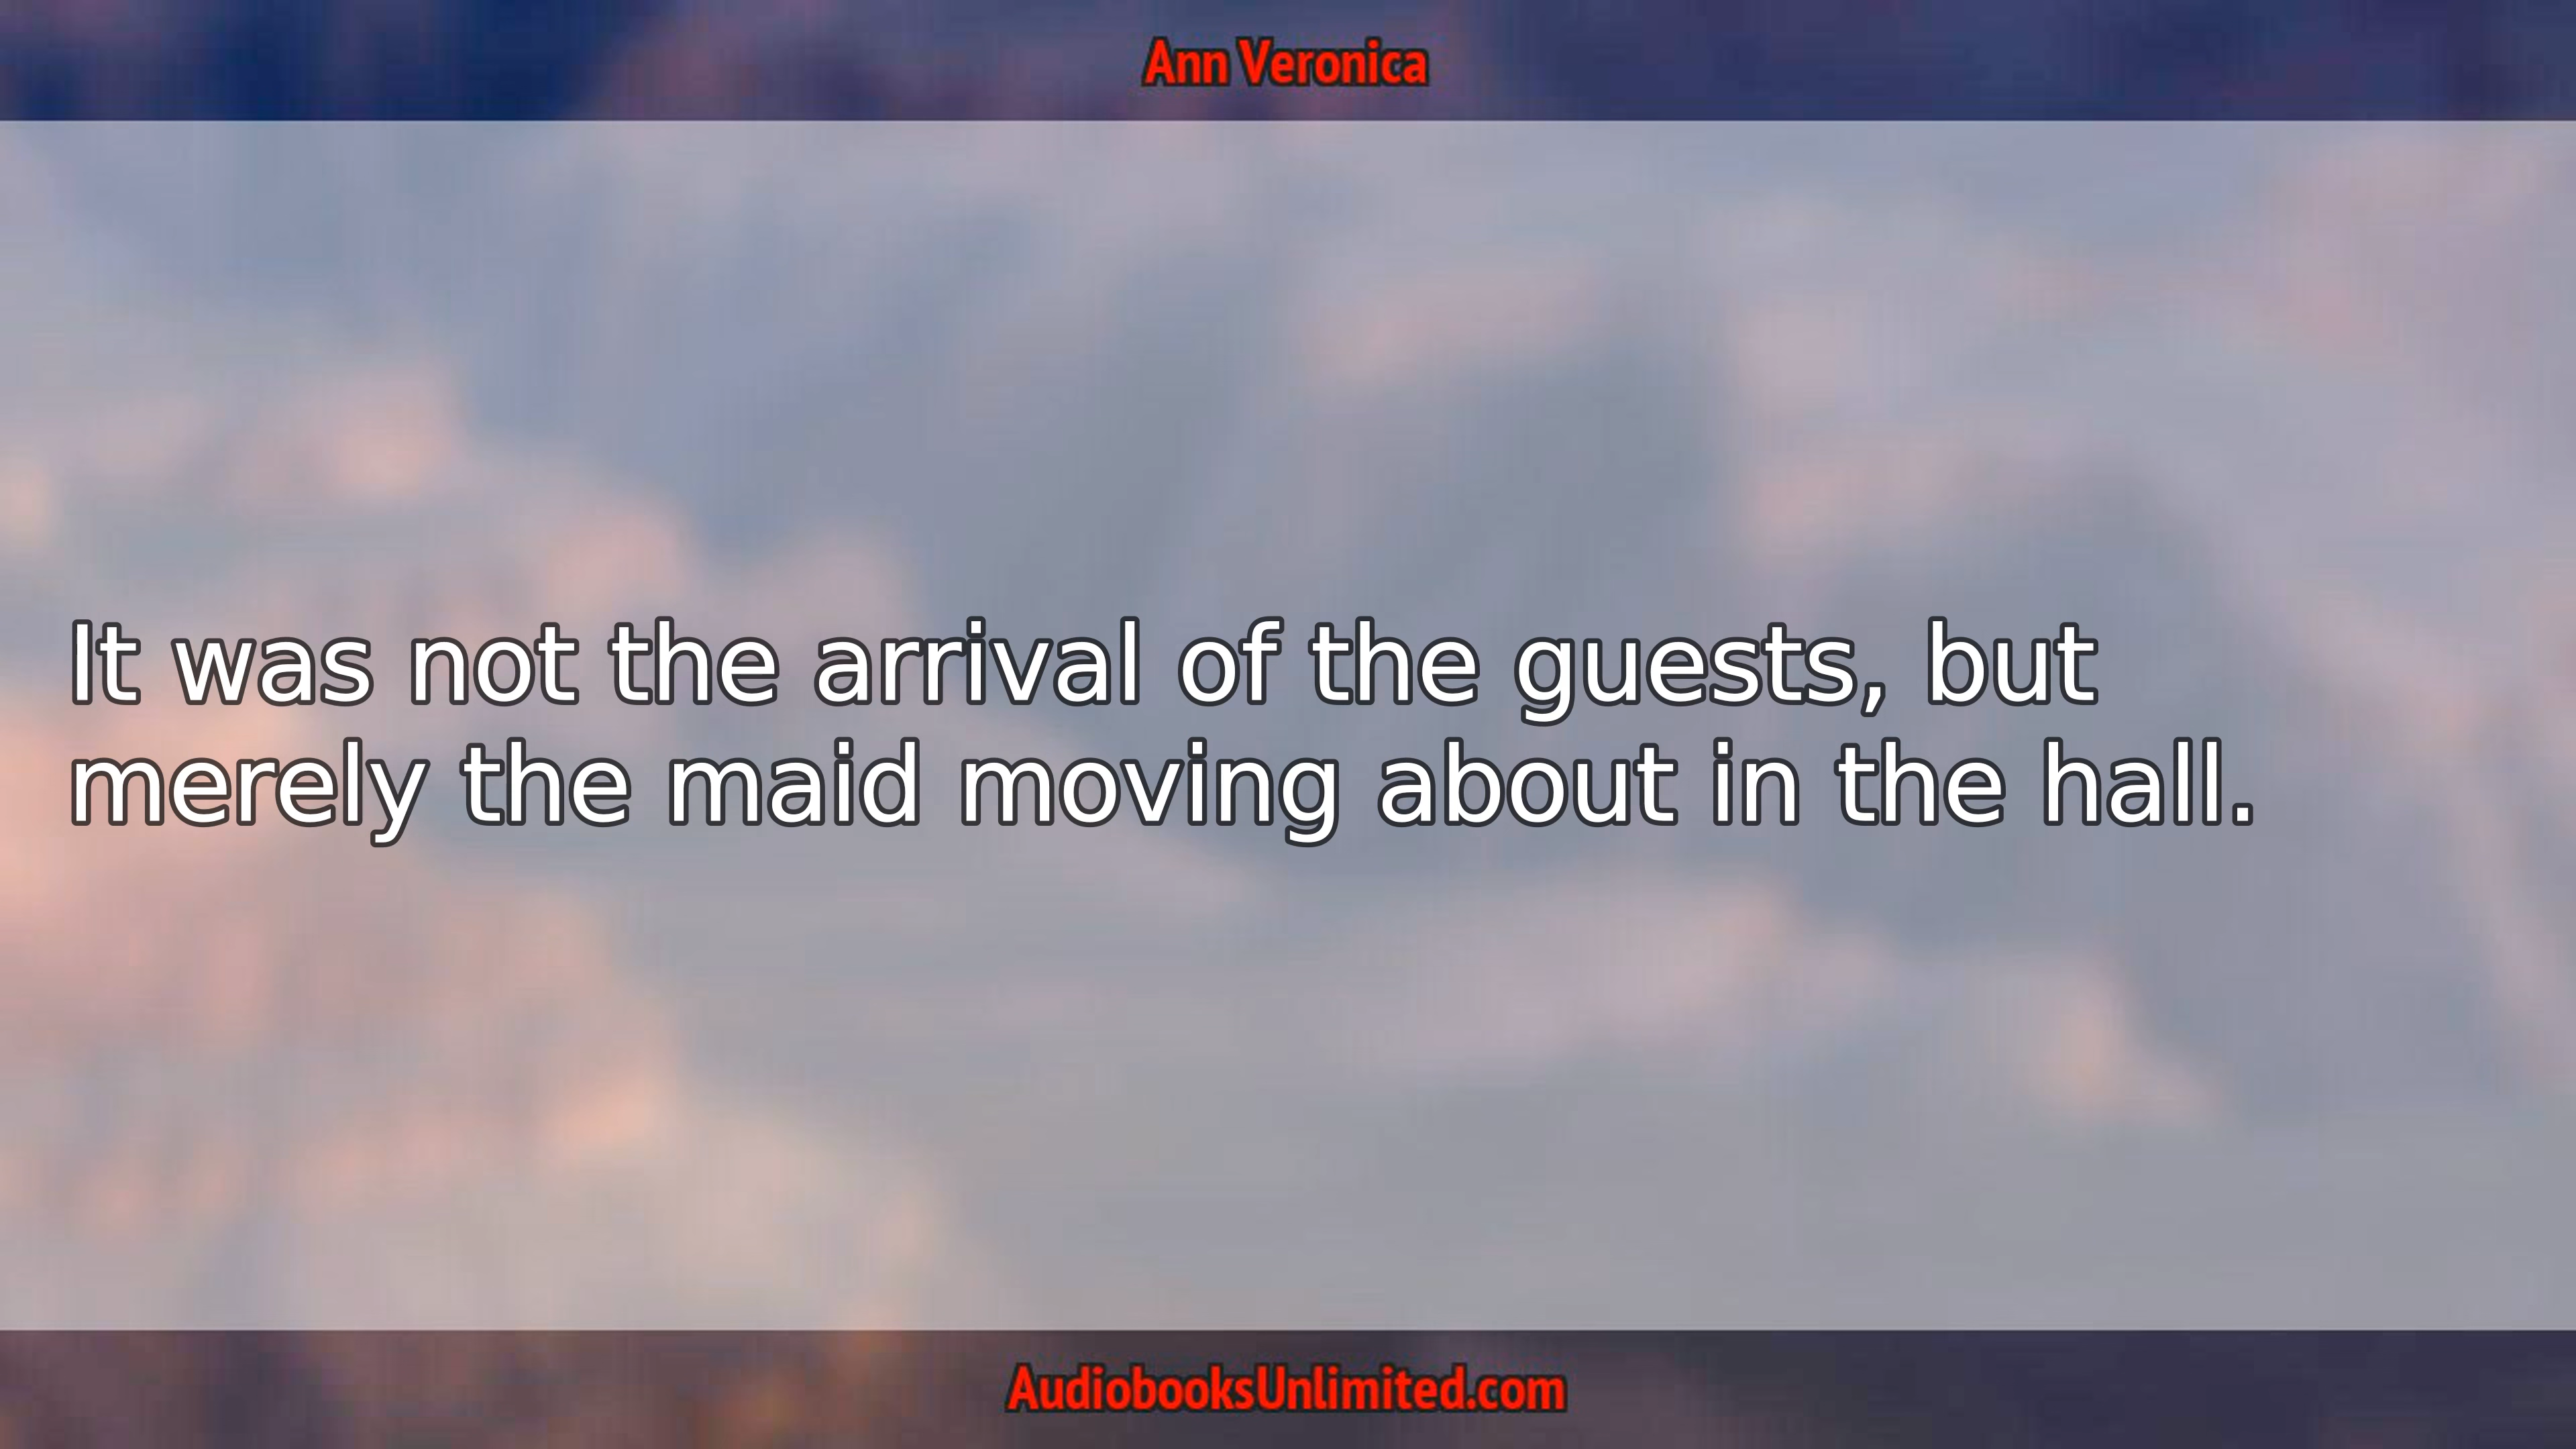 Ann Veronica
It was not the arrival of the guests, but
merely the maid moving about in the hall.
AudiobooksUnlimited.com